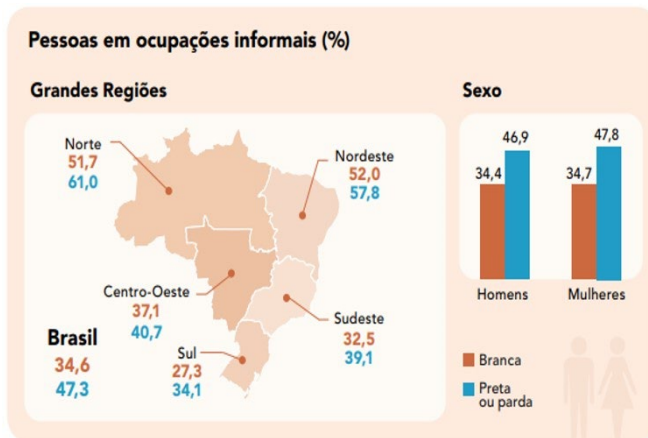 Pessoas em ocupações informais (%)
Grandes Regiões
Norte
51,7
61,0
Nordeste
52,0
57,8
Centro-Oeste
37,1
40,7
Sudeste
32,5
39,1
Brasil
34,6
47,3
Sul
27,3
34,1
Sexo
34,4
46,9
34,7
47,8
Homens
Mulheres
Branca
Preta
ou parda